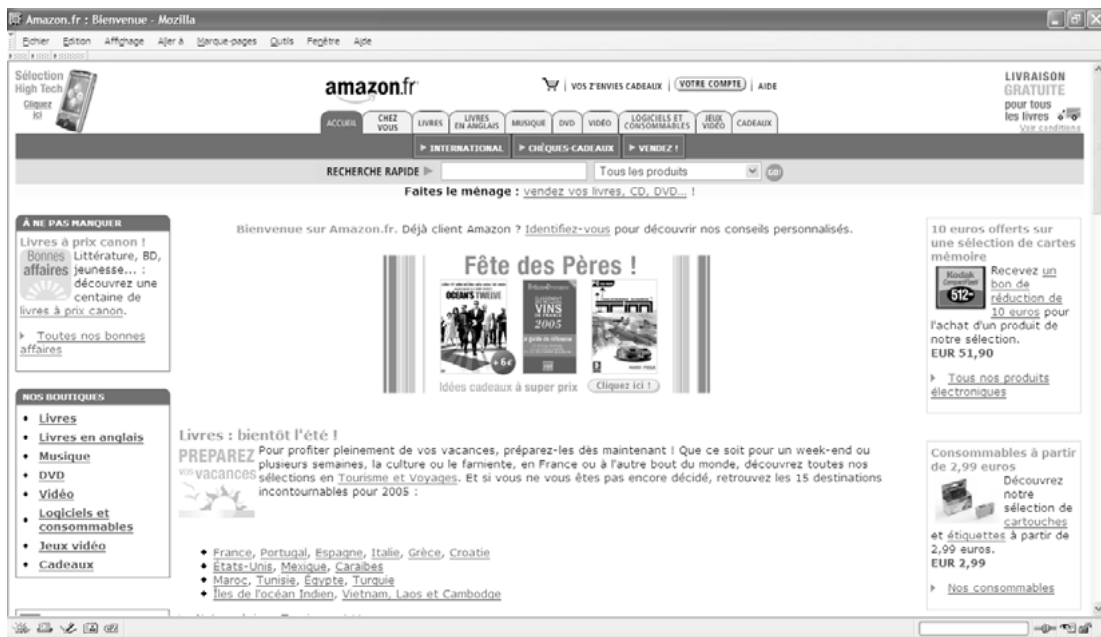 Amazon.fr : Bienvenue - Mozilla
Fichier Edition Affichage Aller à Marque-pages Outils Fenêtre Aide
Sélection
High Tech
Cliquez
ici
amazon.fr
VOS Z'ENVIES CADEAUX | VOTRE COMPTE | AIDE
LIVRAISON
GRATUITE
pour tous
les livres
Voir conditions
ACCUEIL
CHEZ
VOUS
LIVRES
LIVRES
EN ANGLAIS
MUSIQUE
DVD
VIDÉO
LOGICIELS ET
CONSOMMABLES
JEUX
VIDÉO
CADEAUX
INTERNATIONAL
CHÈQUES-CADEAUX
VENDEZ !
RECHERCHE RAPIDE
Tous les produits
GO!
Faites le ménage : vendez vos livres, CD, DVD... !
À NE PAS MANQUER
Livres à prix canon !
Bonnes
affaires
Littérature, BD,
jeunesse... :
découvrez une
centaine de
livres à prix canon.
Toutes nos bonnes
affaires
NOS BOUTIQUES
• Livres
• Livres en anglais
• Musique
• DVD
• Vidéo
• Logiciels et
consommables
• Jeux vidéo
• Cadeaux
Bienvenue sur Amazon.fr. Déjà client Amazon ? Identifiez-vous pour découvrir nos conseils personnalisés.
Fête des Pères !
OCEAN'S TWELVE
+6€
VINS
DE FRANCE
2005
Idées cadeaux à super prix
Cliquez ici !
Livres : bientôt l'été !
PREPAREZ
vos vacances
Pour profiter pleinement de vos vacances, préparez-les dès maintenant ! Que ce soit pour un week-end ou
plusieurs semaines, la culture ou le farniente, en France ou à l'autre bout du monde, découvrez toutes nos
sélections en Tourisme et Voyages. Et si vous ne vous êtes pas encore décidé, retrouvez les 15 destinations
incontournables pour 2005 :
◆ France, Portugal, Espagne, Italie, Grèce, Croatie
◆ États-Unis, Mexique, Caraïbes
◆ Maroc, Tunisie, Égypte, Turquie
◆ Îles de l'océan Indien, Vietnam, Laos et Cambodge
10 euros offerts sur
une sélection de cartes
mémoire
Kodak
CompactFlash
512
Recevez un
bon de
réduction de
10 euros pour
l'achat d'un produit de
notre sélection.
EUR 51,90
Tous nos produits
électroniques
Consommables à partir
de 2,99 euros
Découvrez
notre
sélection de
cartouches
et étiquettes à partir de
2,99 euros.
EUR 2,99
Nos consommables